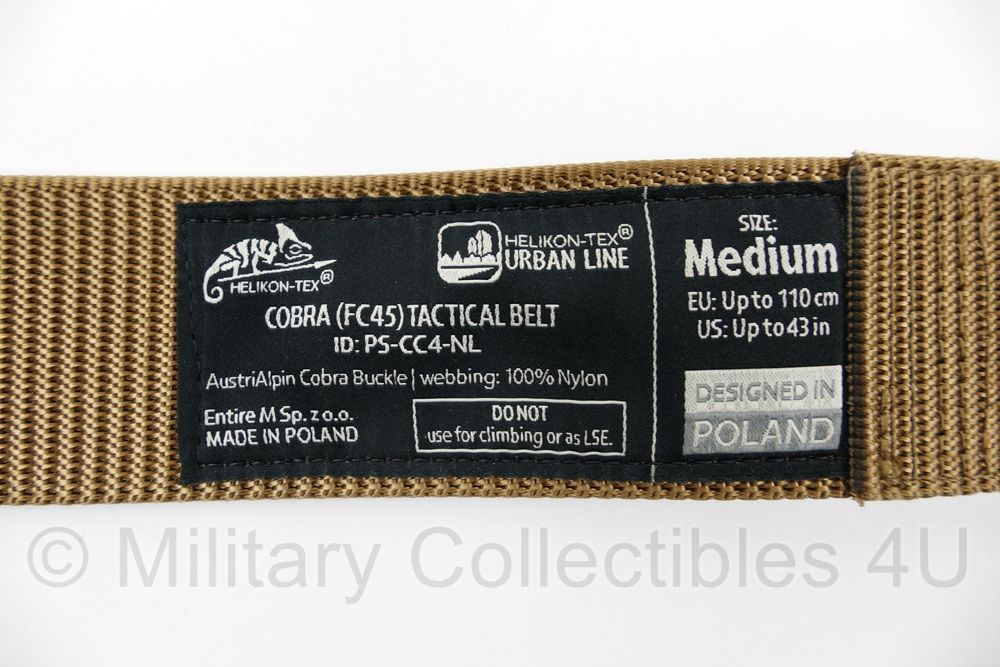 HELIKON-TEX®
HELIKON-TEX®
URBAN LINE
COBRA (FC45) TACTICAL BELT
ID: PS-CC4-NL
AustriAlpin Cobra Buckle | webbing: 100% Nylon
Entire M Sp. z o.o.
MADE IN POLAND
DO NOT
use for climbing or as LSE.
SIZE:
Medium
EU: Up to 110 cm
US: Up to 43 in
DESIGNED IN
POLAND
© Military Collectibles 4U